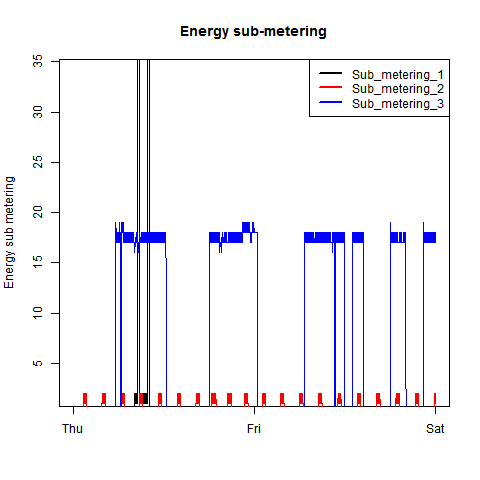 Energy sub-metering
Sub_metering_1
Sub_metering_2
Sub_metering_3
Energy sub metering
35
30
25
20
15
10
5
Thu Fri Sat